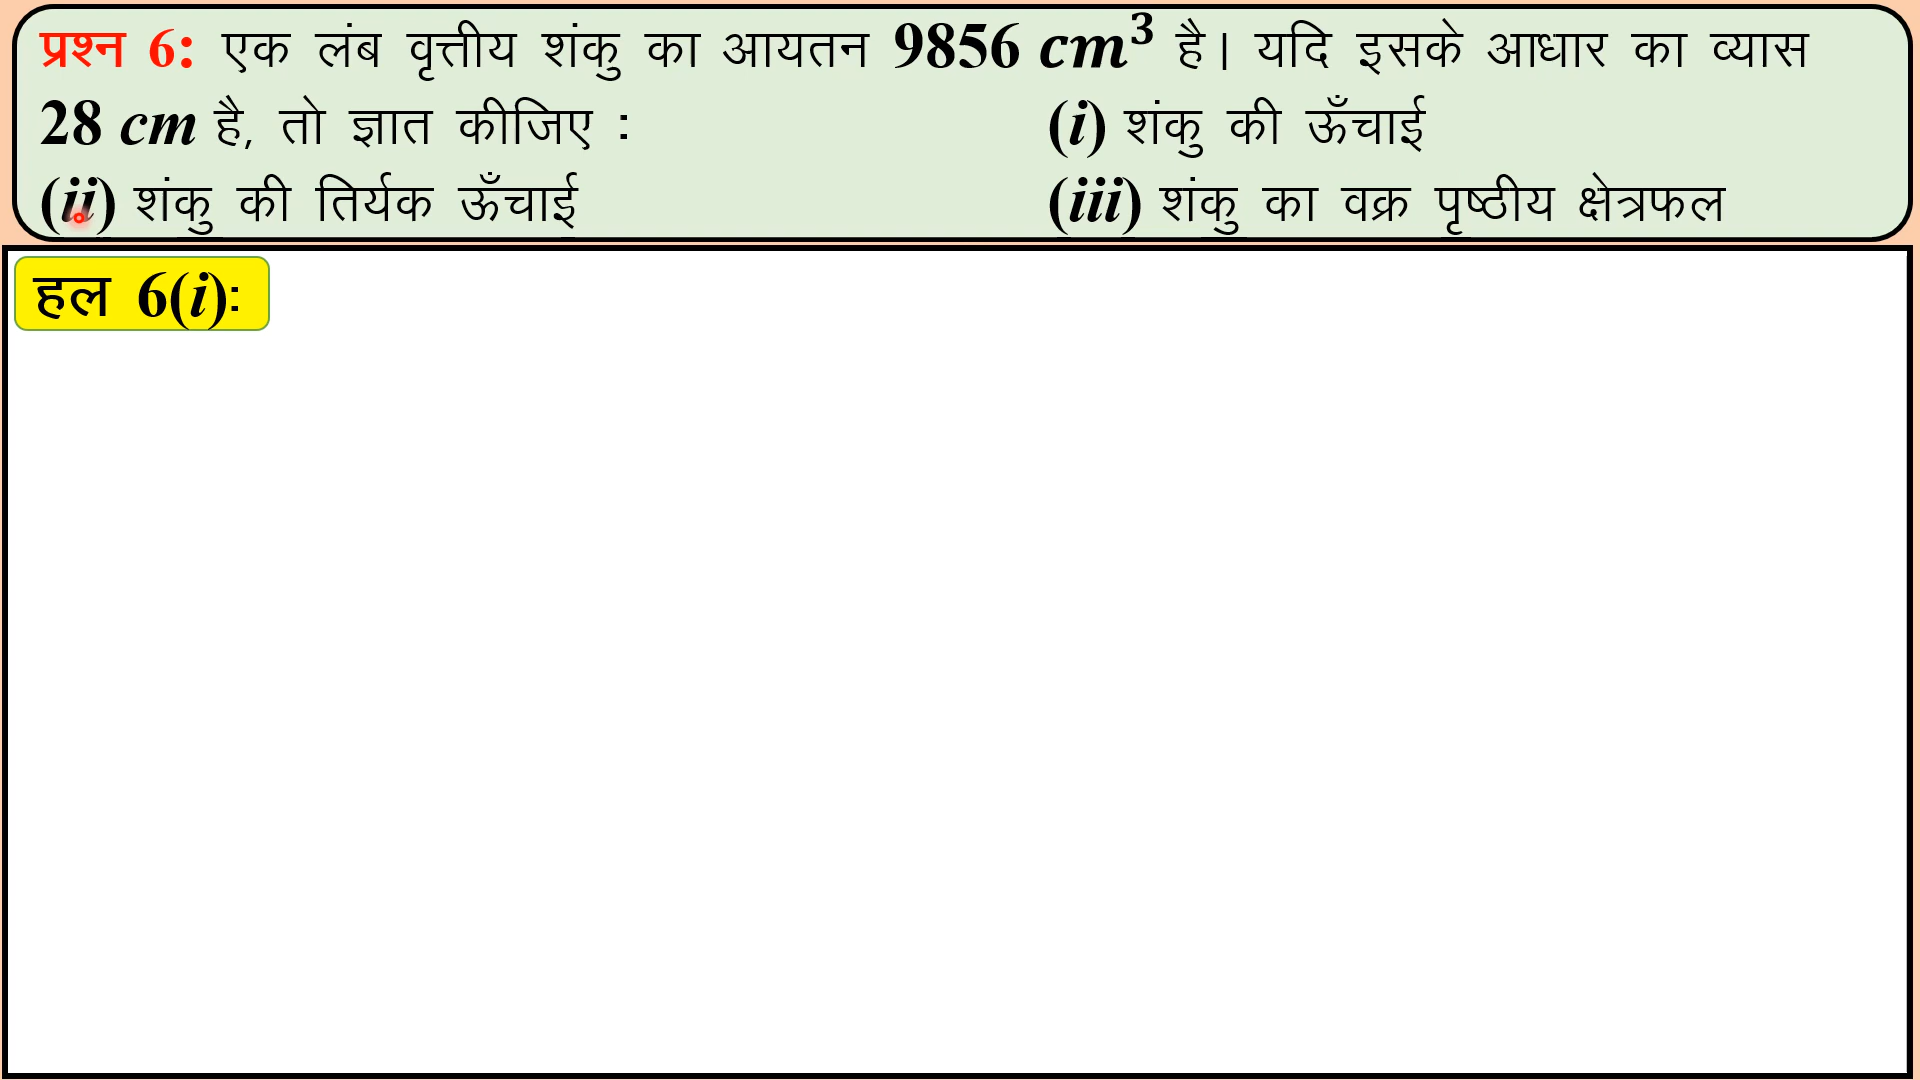 प्रश्न 6: एक लंब वृत्तीय शंकु का आयतन 9856 cm³ है। यदि इसके आधार का व्यास
28 cm है, तो ज्ञात कीजिए : (i) शंकु की ऊँचाई
(ii) शंकु की तिर्यक ऊँचाई (iii) शंकु का वक्र पृष्ठीय क्षेत्रफल
हल 6(i):